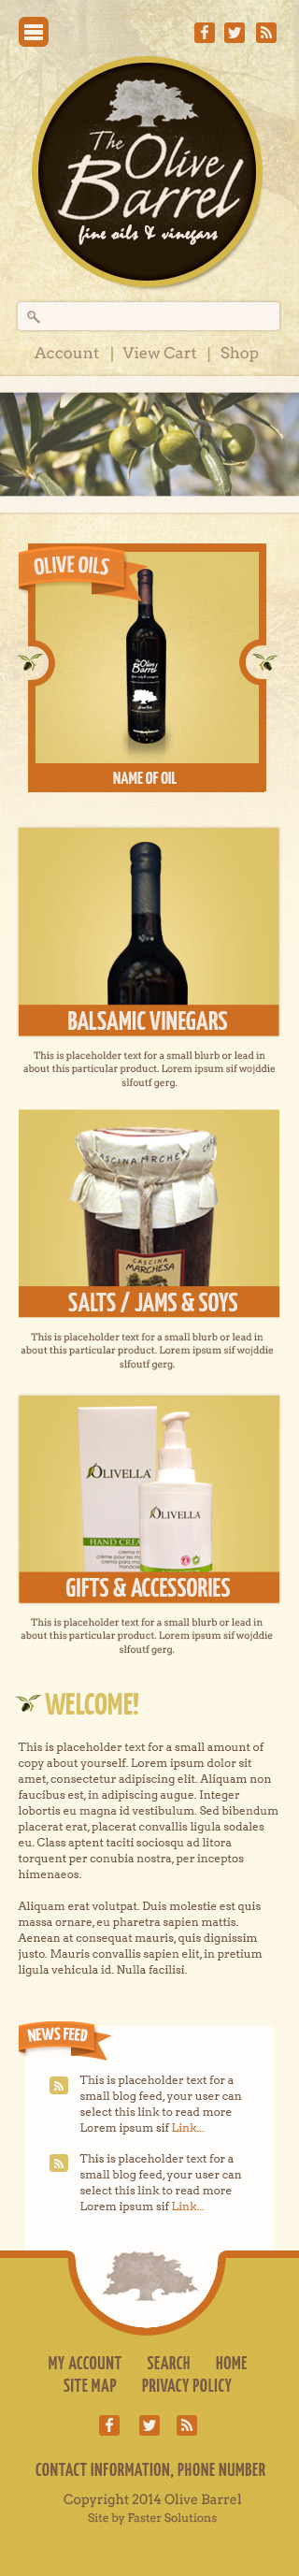 The Olive
Barrel
fine oils & vinegars
Account | View Cart | Shop
OLIVE OILS
The Olive
Barrel
NAME OF OIL
BALSAMIC VINEGARS
This is placeholder text for a small blurb or lead in
about this particular product. Lorem ipsum sif wojddie
slfoutf gerg.
CASCINA MARCHE
CASCINA
MARCHESA
SALTS / JAMS & SOYS
This is placeholder text for a small blurb or lead in
about this particular product. Lorem ipsum sif wojddie
slfoutf gerg.
OLIVELLA
OLIVELLA
HAND CREA
GIFTS & ACCESSORIES
This is placeholder text for a small blurb or lead in
about this particular product. Lorem ipsum sif wojddie
slfoutf gerg.
WELCOME!
This is placeholder text for a small amount of
copy about yourself. Lorem ipsum dolor sit
amet, consectetur adipiscing elit. Aliquam non
faucibus est, in adipiscing augue. Integer
lobortis eu magna id vestibulum. Sed bibendum
placerat erat, placerat convallis ligula sodales
eu. Class aptent taciti sociosqu ad litora
torquent per conubia nostra, per inceptos
himenaeos.
Aliquam erat volutpat. Duis molestie est quis
massa ornare, eu pharetra sapien mattis.
Aenean at consequat mauris, quis dignissim
justo. Mauris convallis sapien elit, in pretium
ligula vehicula id. Nulla facilisi.
NEWS FEED
This is placeholder text for a
small blog feed, your user can
select this link to read more
Lorem ipsum sif Link...
This is placeholder text for a
small blog feed, your user can
select this link to read more
Lorem ipsum sif Link...
MY ACCOUNT SEARCH HOME
SITE MAP PRIVACY POLICY
CONTACT INFORMATION, PHONE NUMBER
Copyright 2014 Olive Barrel
Site by Faster Solutions